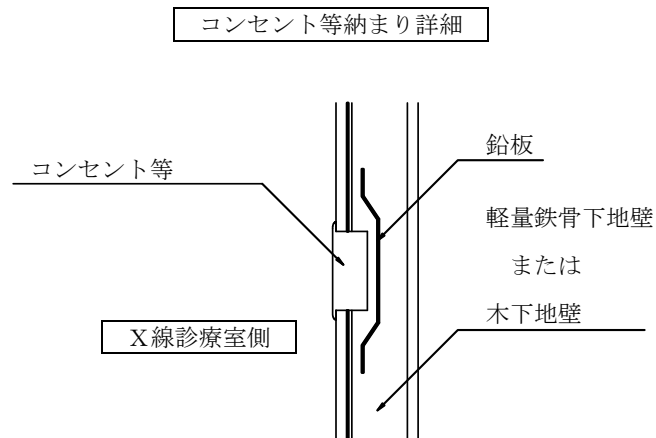 コンセント等納まり詳細
鉛板
コンセント等
軽量鉄骨下地壁
または
木下地壁
X線診療室側